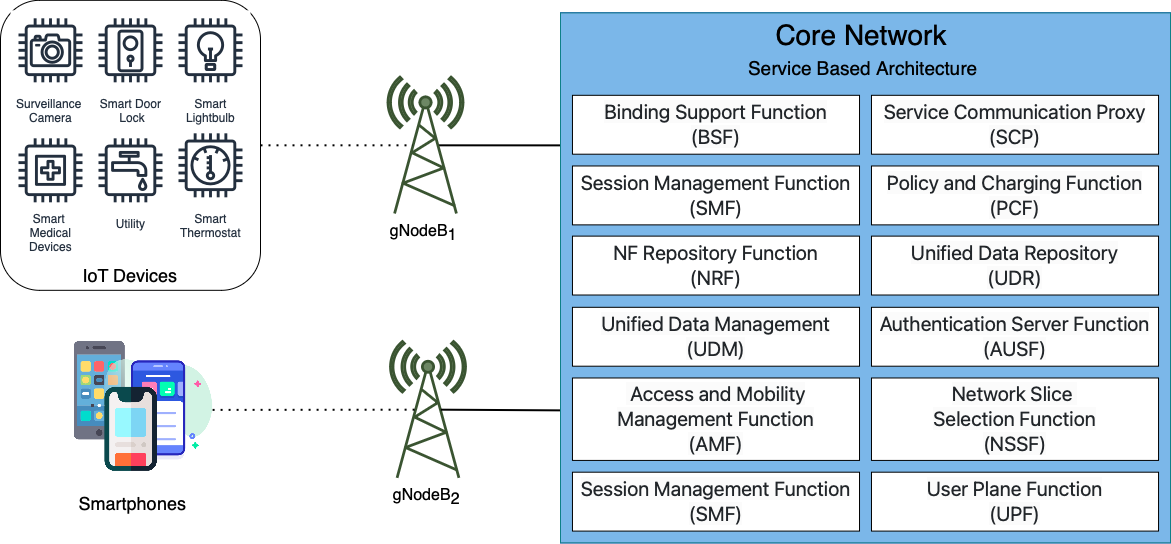 Surveillance
Camera
Smart Door
Lock
Smart
Lightbulb
Smart
Medical
Devices
Utility
Smart
Thermostat
IoT Devices
gNodeB1
Smartphones
gNodeB2
Core Network
Service Based Architecture
Binding Support Function
(BSF)
Service Communication Proxy
(SCP)
Session Management Function
(SMF)
Policy and Charging Function
(PCF)
NF Repository Function
(NRF)
Unified Data Repository
(UDR)
Unified Data Management
(UDM)
Authentication Server Function
(AUSF)
Access and Mobility
Management Function
(AMF)
Network Slice
Selection Function
(NSSF)
Session Management Function
(SMF)
User Plane Function
(UPF)